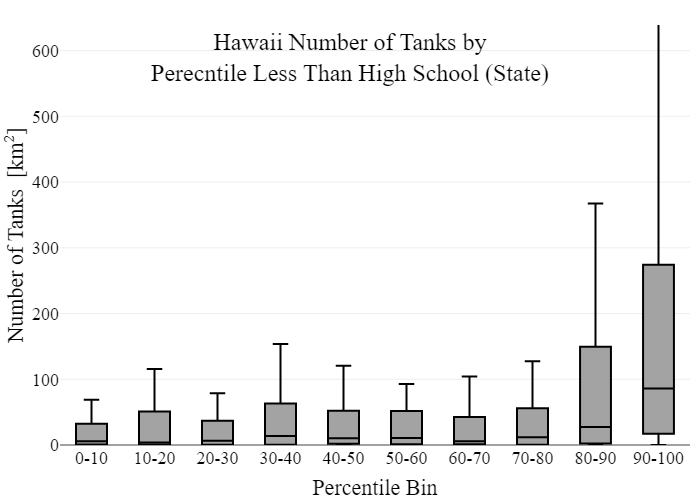 Hawaii Number of Tanks by
Perecntile Less Than High School (State)
Number of Tanks [km²]
600
500
400
300
200
100
0
0-10 10-20 20-30 30-40 40-50 50-60 60-70 70-80 80-90 90-100
Percentile Bin